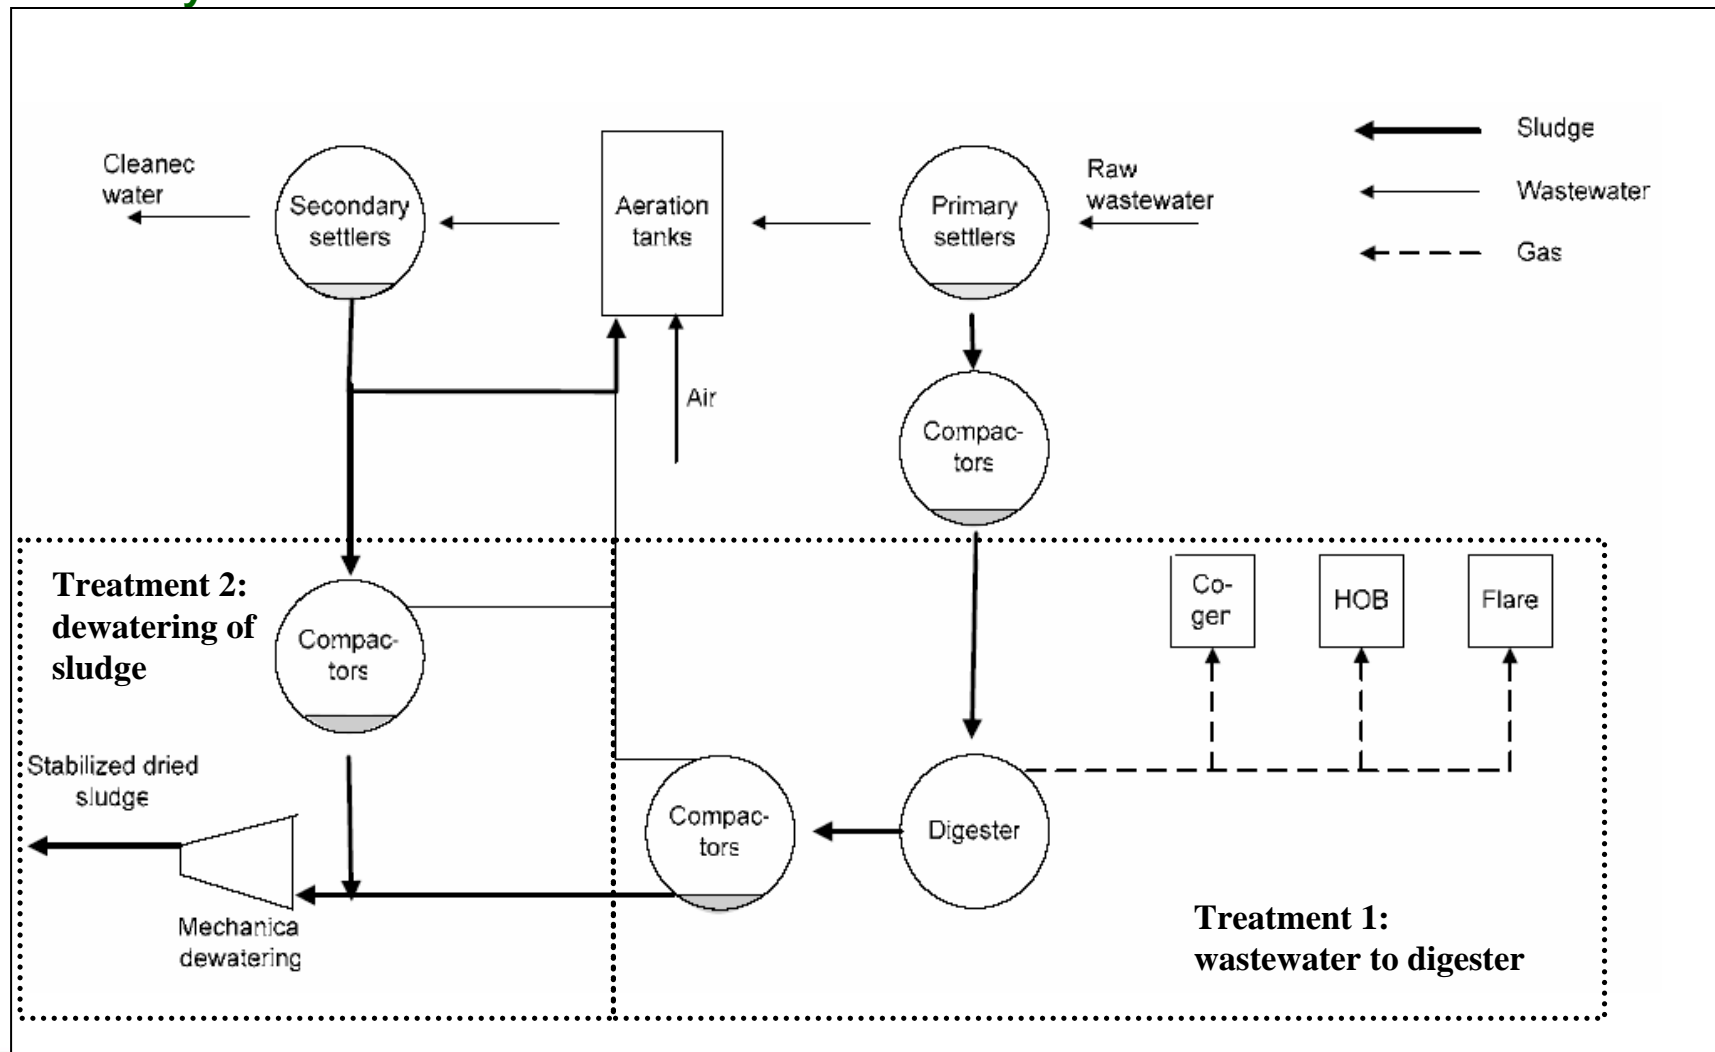 Cleanec
water
Secondary
settlers
Aeration
tanks
Primary
settlers
Raw
wastewater
Sludge
Wastewater
Gas
Air
Compac-
tors
Treatment 2:
dewatering of
sludge
Compac-
tors
Co-
ger
HOB
Flare
Stabilized dried
sludge
Compac-
tors
Digester
Mechanica
dewatering
Treatment 1:
wastewater to digester